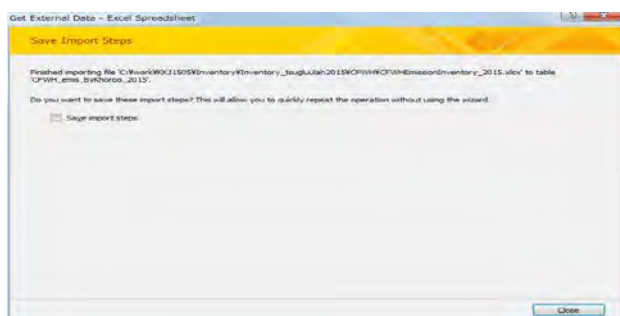 Get External Data - Excel Spreadsheet
Save Import Steps
Finished importing file 'C:¥work¥XXJ1505¥Inventory¥Inventory_tsugluulah2015¥CFWH¥CFWHEmissionInventory_2015.xlsx' to table
'CFWH_emis_ByKhoroo_2015'.
Do you want to save these import steps? This will allow you to quickly repeat the operation without using the wizard.
Save import steps
Close